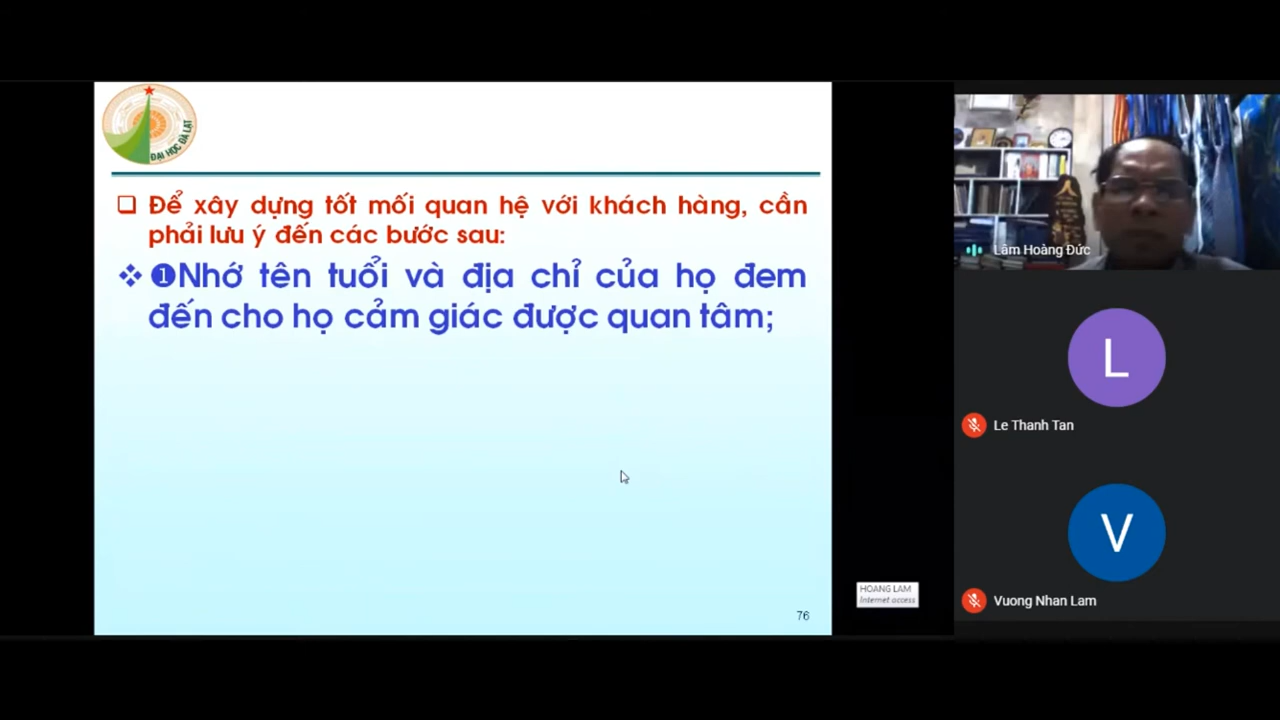 ĐẠI HỌC ĐÀ LẠT
Để xây dựng tốt mối quan hệ với khách hàng, cần
phải lưu ý đến các bước sau:
❶Nhớ tên tuổi và địa chỉ của họ đem
đến cho họ cảm giác được quan tâm;
76
HOANG LAM
Internet access
Lâm Hoàng Đức
L
Le Thanh Tan
V
Vuong Nhan Lam